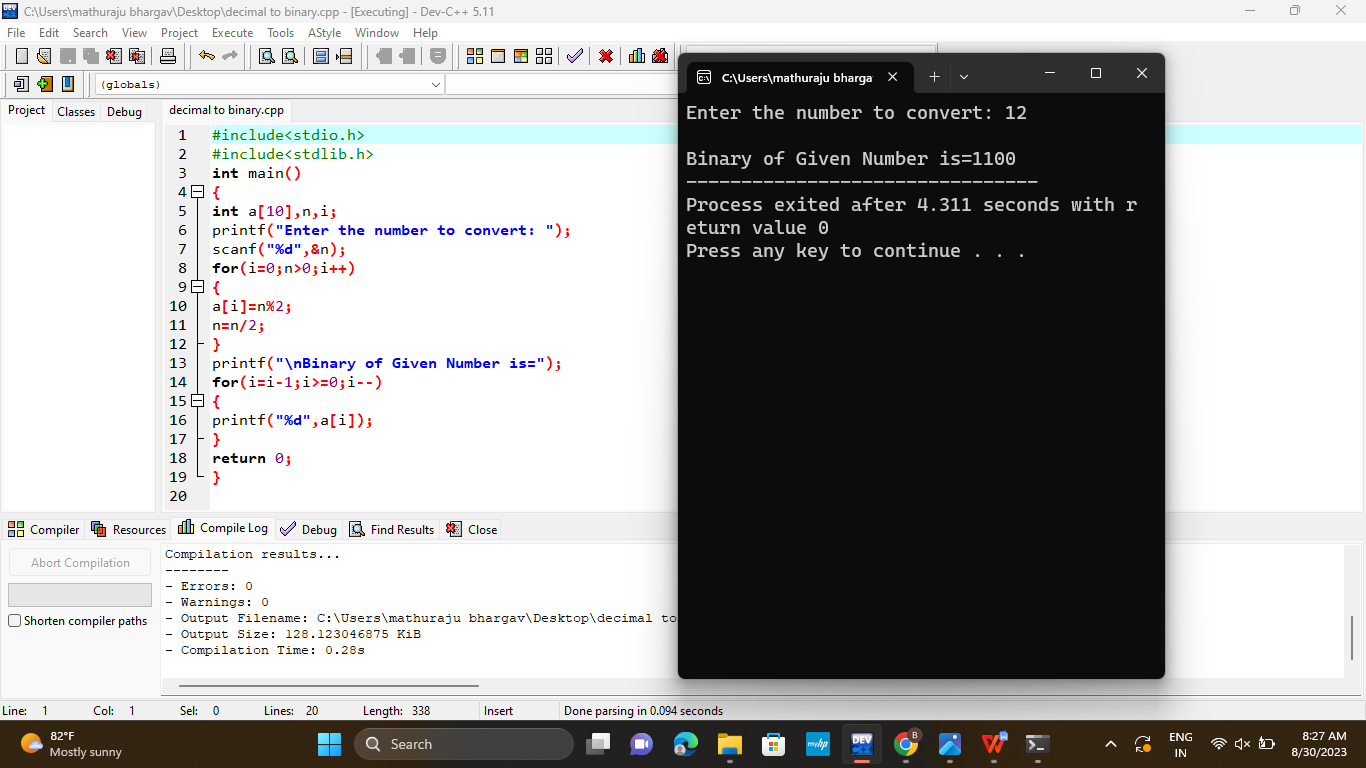 C:\Users\mathuraju bhargav\Desktop\decimal to binary.cpp - [Executing] - Dev-C++ 5.11
File Edit Search View Project Execute Tools AStyle Window Help
(globals)
Project Classes Debug
decimal to binary.cpp
1 #include<stdio.h>
2 #include<stdlib.h>
3 int main()
4 {
5 int a[10],n,i;
6 printf("Enter the number to convert: ");
7 scanf("%d",&n);
8 for(i=0;n>0;i++)
9 {
10 a[i]=n%2;
11 n=n/2;
12 }
13 printf("\nBinary of Given Number is=");
14 for(i=i-1;i>=0;i--)
15 {
16 printf("%d",a[i]);
17 }
18 return 0;
19 }
20
C:\Users\mathuraju bharga
Enter the number to convert: 12
Binary of Given Number is=1100
--------------------------------
Process exited after 4.311 seconds with r
eturn value 0
Press any key to continue . . .
Compiler Resources Compile Log Debug Find Results Close
Abort Compilation
Shorten compiler paths
Compilation results...
--------
- Errors: 0
- Warnings: 0
- Output Filename: C:\Users\mathuraju bhargav\Desktop\decimal to
- Output Size: 128.123046875 KiB
- Compilation Time: 0.28s
Line: 1 Col: 1 Sel: 0 Lines: 20 Length: 338 Insert Done parsing in 0.094 seconds
82°F
Mostly sunny
Search
DEV
B
myhp
ENG
IN
8:27 AM
8/30/2023